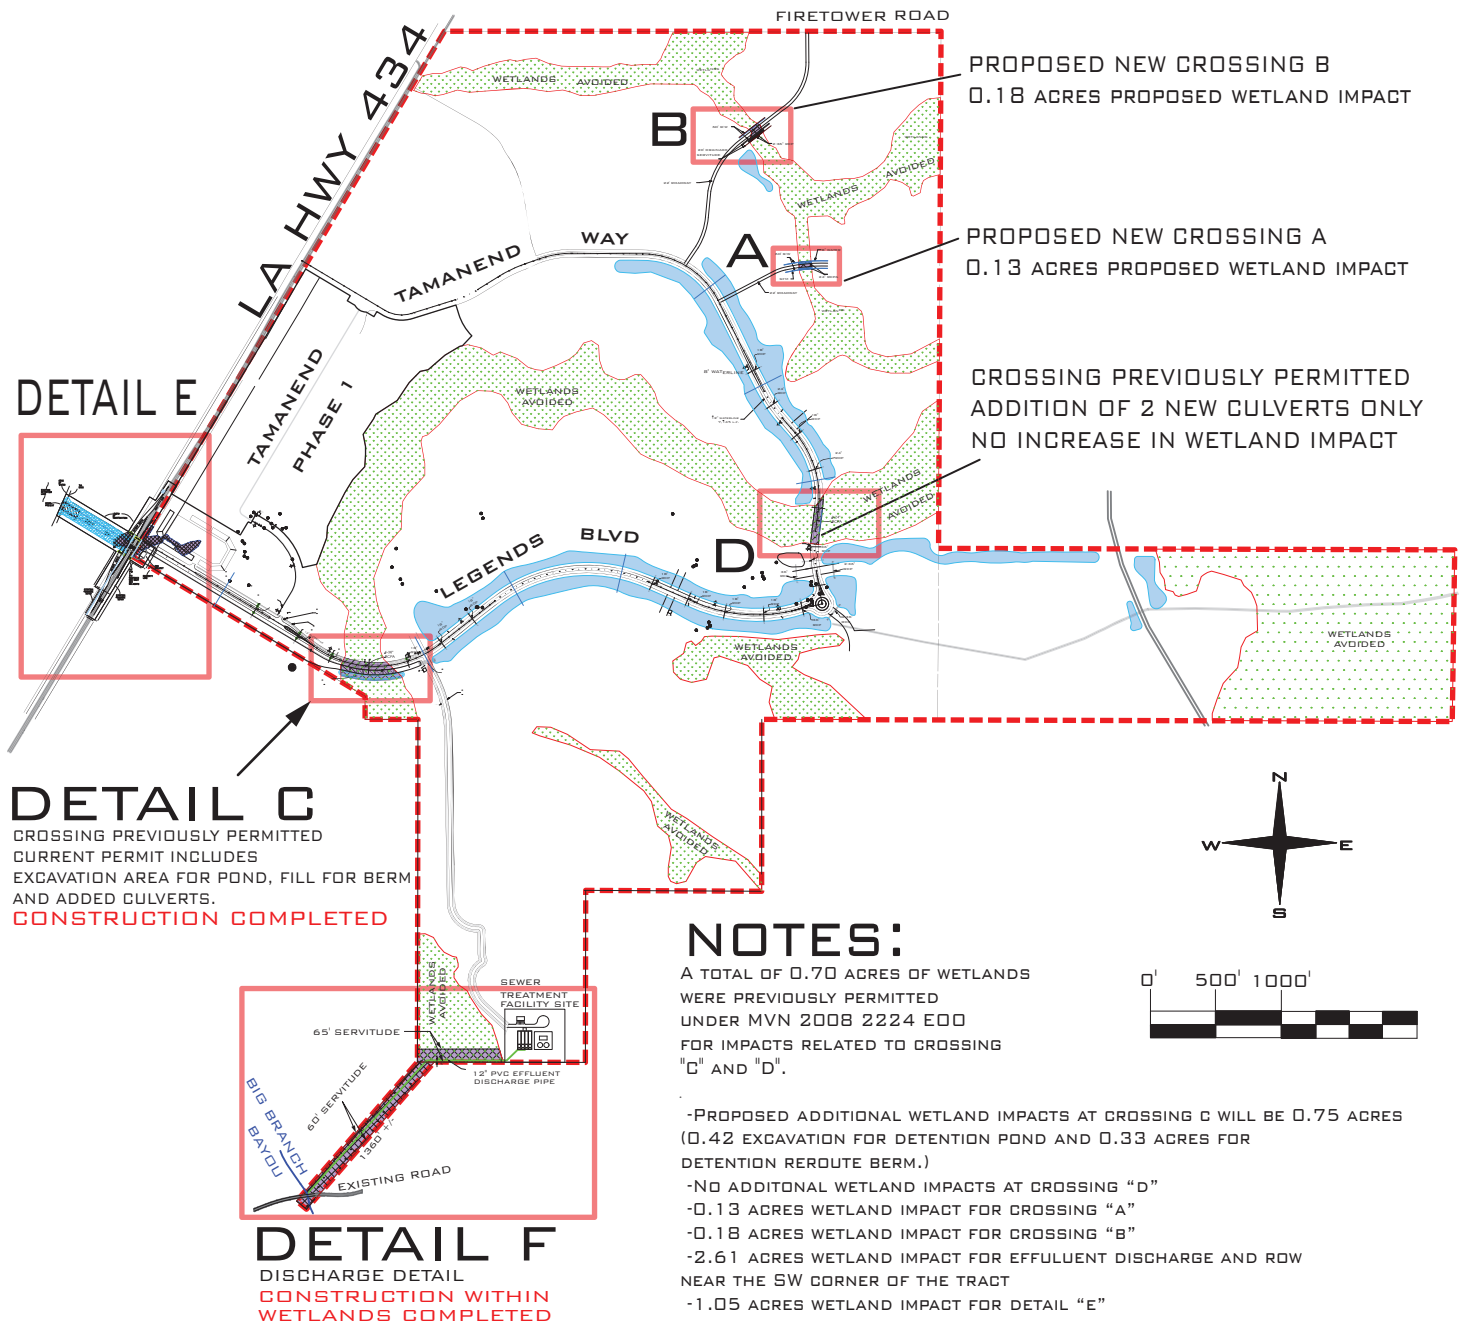 FIRETOWER ROAD
LA HWY 434
WETLANDS AVOIDED
PROPOSED NEW CROSSING B
0.18 ACRES PROPOSED WETLAND IMPACT
B
WETLANDS AVOIDED
PROPOSED NEW CROSSING A
0.13 ACRES PROPOSED WETLAND IMPACT
A
TAMANEND WAY
TAMANEND
PHASE 1
8" WATERLINE
WETLANDS
AVOIDED
CROSSING PREVIOUSLY PERMITTED
ADDITION OF 2 NEW CULVERTS ONLY
NO INCREASE IN WETLAND IMPACT
DETAIL E
WETLANDS
AVOIDED
D
LEGENDS BLVD
WETLANDS
AVOIDED
WETLANDS
AVOIDED
DETAIL C
CROSSING PREVIOUSLY PERMITTED
CURRENT PERMIT INCLUDES
EXCAVATION AREA FOR POND, FILL FOR BERM
AND ADDED CULVERTS.
CONSTRUCTION COMPLETED
WETLANDS
AVOIDED
N
W E
S
0' 500' 1000'
WETLANDS
AVOIDED
SEWER
TREATMENT
FACILITY SITE
65' SERVITUDE
12" PVC EFFLUENT
DISCHARGE PIPE
60' SERVITUDE
1360' +/-
BIG BRANCH
BAYOU
EXISTING ROAD
DETAIL F
DISCHARGE DETAIL
CONSTRUCTION WITHIN
WETLANDS COMPLETED
NOTES:
A TOTAL OF 0.70 ACRES OF WETLANDS
WERE PREVIOUSLY PERMITTED
UNDER MVN 2008 2224 EOO
FOR IMPACTS RELATED TO CROSSING
"C" AND "D".
-PROPOSED ADDITIONAL WETLAND IMPACTS AT CROSSING C WILL BE 0.75 ACRES
(0.42 EXCAVATION FOR DETENTION POND AND 0.33 ACRES FOR
DETENTION REROUTE BERM.)
-NO ADDITONAL WETLAND IMPACTS AT CROSSING “D”
-0.13 ACRES WETLAND IMPACT FOR CROSSING “A”
-0.18 ACRES WETLAND IMPACT FOR CROSSING “B”
-2.61 ACRES WETLAND IMPACT FOR EFFULUENT DISCHARGE AND ROW
NEAR THE SW CORNER OF THE TRACT
-1.05 ACRES WETLAND IMPACT FOR DETAIL “E”